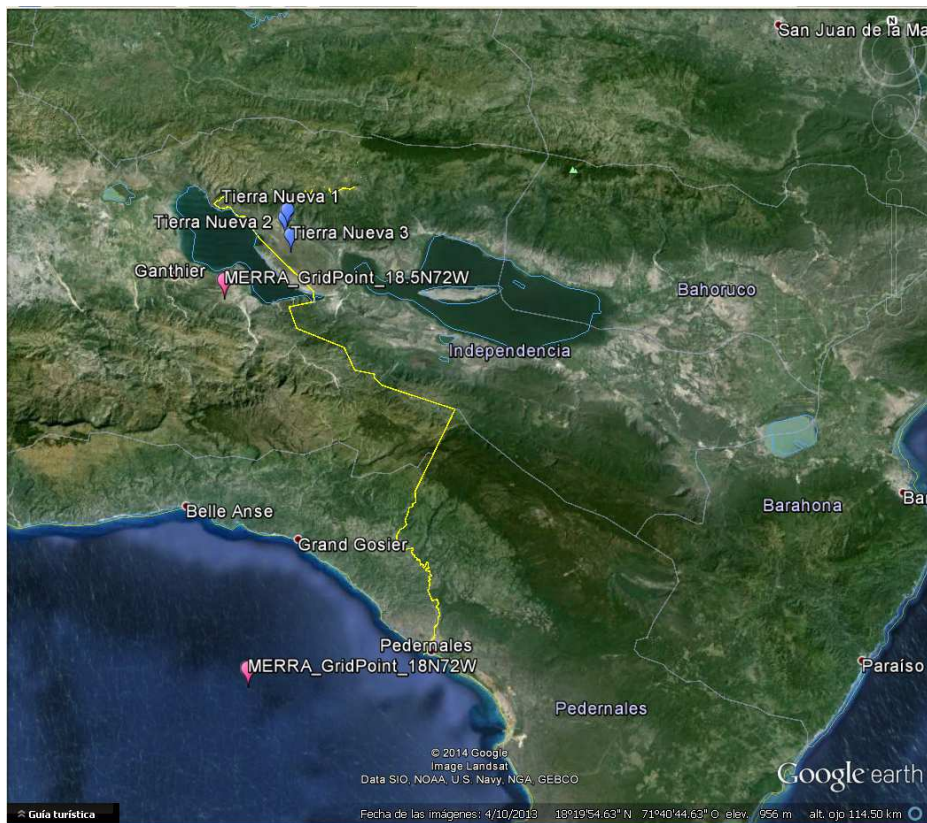 San Juan de la Ma
N
Tierra Nueva 1
Tierra Nueva 2
Tierra Nueva 3
Ganthier
MERRA_GridPoint_18.5N72W
Bahoruco
Independencia
Barahona
Bar
Belle Anse
Grand Gosier
Pedernales
MERRA_GridPoint_18N72W
Paraíso
Pedernales
© 2014 Google
Image Landsat
Data SIO, NOAA, U.S. Navy, NGA, GEBCO
Google earth
Guía turística
Fecha de las imágenes: 4/10/2013 18°19'54.63" N 71°40'44.63" O elev. 956 m alt. ojo 114.50 km